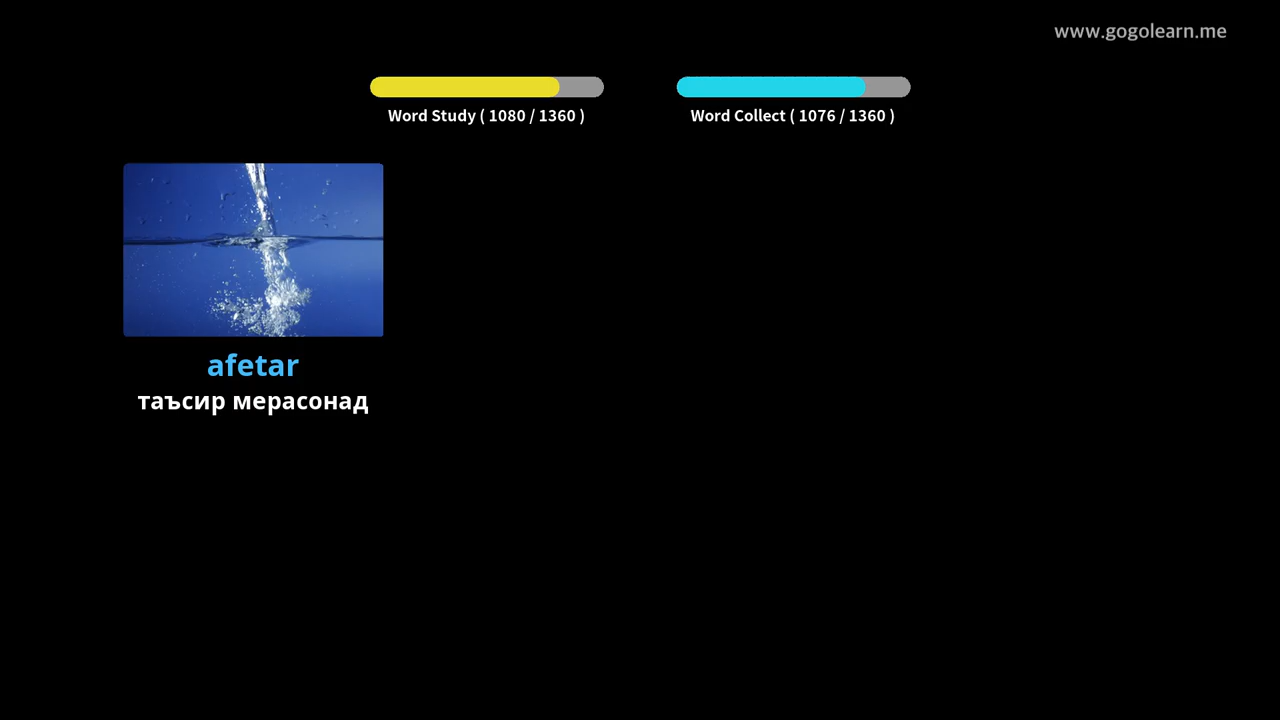 www.gogolearn.me
Word Study ( 1080 / 1360 )
Word Collect ( 1076 / 1360 )
afetar
таъсир мерасонад